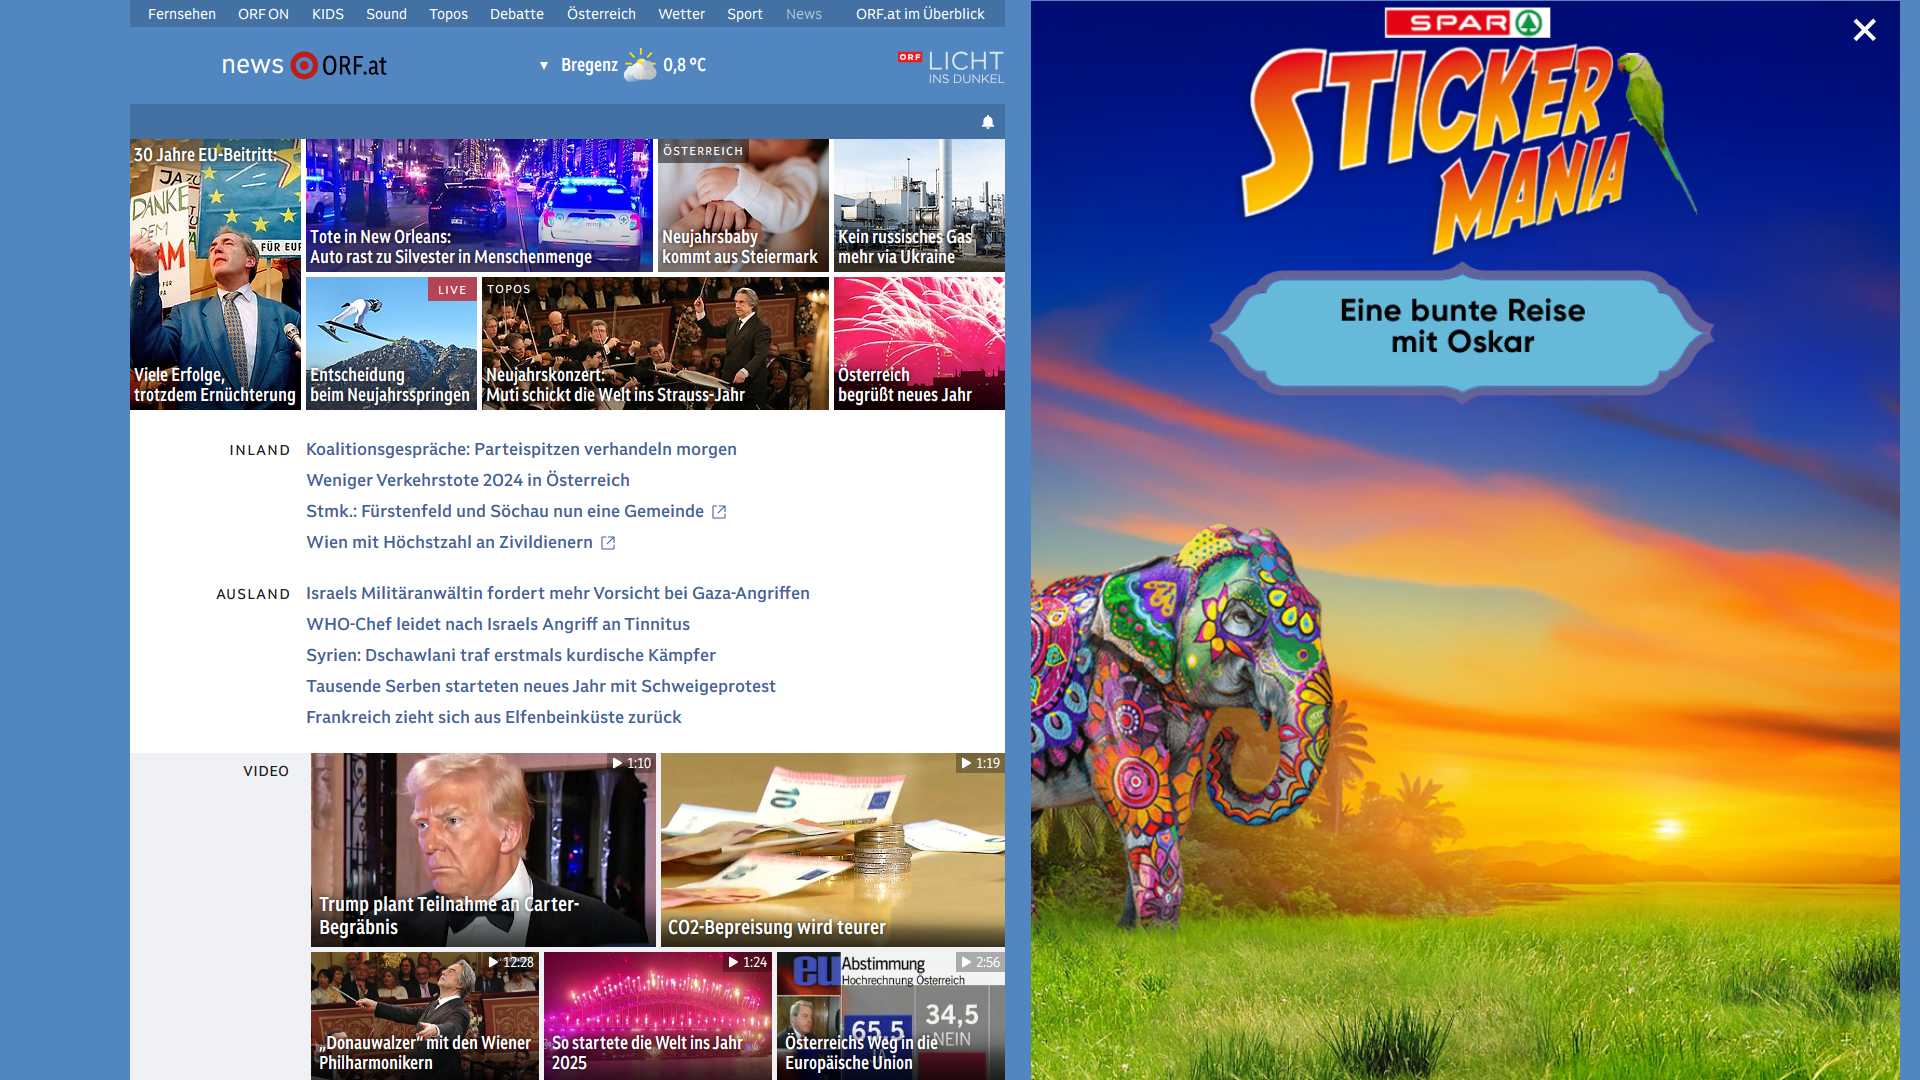 Fernsehen ORF ON KIDS Sound Topos Debatte Österreich Wetter Sport News ORF.at im Überblick
news ORF.at
Bregenz 0,8 °C
ORF LICHT
INS DUNKEL
30 Jahre EU-Beitritt:
DANKE
DEM
FÜR EUR
Viele Erfolge,
trotzdem Ernüchterung
Tote in New Orleans:
Auto rast zu Silvester in Menschenmenge
ÖSTERREICH
Neujahrsbaby
kommt aus Steiermark
Kein russisches Gas
mehr via Ukraine
LIVE
Entscheidung
beim Neujahrsspringen
TOPOS
Neujahrskonzert:
Muti schickt die Welt ins Strauss-Jahr
Österreich
begrüßt neues Jahr
INLAND
Koalitionsgespräche: Parteispitzen verhandeln morgen
Weniger Verkehrstote 2024 in Österreich
Stmk.: Fürstenfeld und Söchau nun eine Gemeinde
Wien mit Höchstzahl an Zivildienern
AUSLAND
Israels Militäranwältin fordert mehr Vorsicht bei Gaza-Angriffen
WHO-Chef leidet nach Israels Angriff an Tinnitus
Syrien: Dschawlani traf erstmals kurdische Kämpfer
Tausende Serben starteten neues Jahr mit Schweigeprotest
Frankreich zieht sich aus Elfenbeinküste zurück
VIDEO
1:10
Trump plant Teilnahme an Carter-
Begräbnis
1:19
10
CO2-Bepreisung wird teurer
12:28
„Donauwalzer“ mit den Wiener
Philharmonikern
1:24
So startete die Welt ins Jahr
2025
2:56
eu Abstimmung
Hochrechnung Österreich
65,5
34,5
NEIN
Österreichs Weg in die
Europäische Union
SPAR
STICKER
MANIA
Eine bunte Reise
mit Oskar